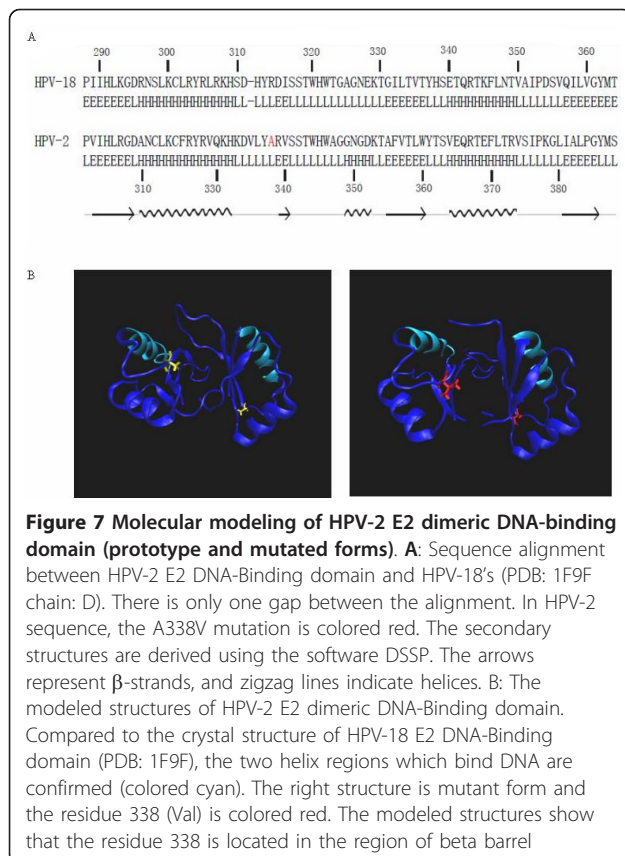 A
290 300 310 320 330 340 350 360
HPV-18 PIIHLKGDRNSLKCLRYRLRKHSD-HYRDISSTWHWTGAGNEKTGILTVTYHSETQRTKFLNTVAIPDSVQILVGYMT
EEEEEEELHHHHHHHHHHHHHHLL-LLLEELLLLLLLLLLLLLLLEEEEEELLHHHHHHHHHHLLLLLLEEEEEEEE
HPV-2 PVIHLRGDANCLKCFRYRVQKHKDVLYARVSSTWHWAGGNGDKTAFVTLWYTSVEQRTEFLTRVSIPKGLIALPGYMS
LEEEEEELHHHHHHHHHHHHHLLLLLLEELLLLLLLLHHHHLLLEEEEEELLLHHHHHHHHHHLLLLLLEEEEEELLL
310 330 340 350 360 370 380
B
Figure 7 Molecular modeling of HPV-2 E2 dimeric DNA-binding
domain (prototype and mutated forms). A: Sequence alignment
between HPV-2 E2 DNA-Binding domain and HPV-18's (PDB: 1F9F
chain: D). There is only one gap between the alignment. In HPV-2
sequence, the A338V mutation is colored red. The secondary
structures are derived using the software DSSP. The arrows
represent β-strands, and zigzag lines indicate helices. B: The
modeled structures of HPV-2 E2 dimeric DNA-Binding domain.
Compared to the crystal structure of HPV-18 E2 DNA-Binding
domain (PDB: 1F9F), the two helix regions which bind DNA are
confirmed (colored cyan). The right structure is mutant form and
the residue 338 (Val) is colored red. The modeled structures show
that the residue 338 is located in the region of beta barrel